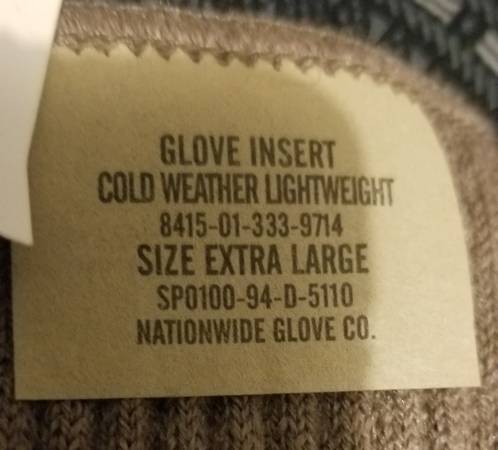 GLOVE INSERT
COLD WEATHER LIGHTWEIGHT
8415-01-333-9714
SIZE EXTRA LARGE
SP0100-94-D-5110
NATIONWIDE GLOVE CO.